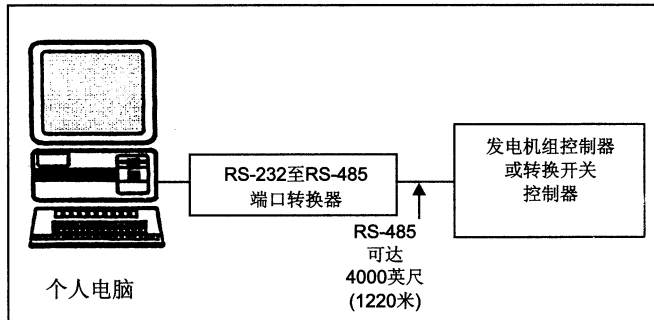 RS-232至RS-485
端口转换器
发电机组控制器
或转换开关
控制器
RS-485
可达
4000英尺
(1220米)
个人电脑